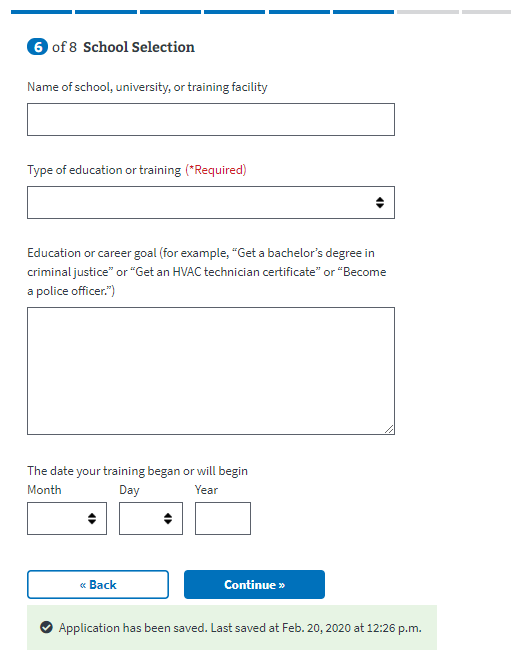 6 of 8 School Selection
Name of school, university, or training facility
Type of education or training (*Required)
Education or career goal (for example, “Get a bachelor’s degree in
criminal justice” or “Get an HVAC technician certificate” or “Become
a police officer.”)
The date your training began or will begin
Month Day Year
« Back Continue »
Application has been saved. Last saved at Feb. 20, 2020 at 12:26 p.m.